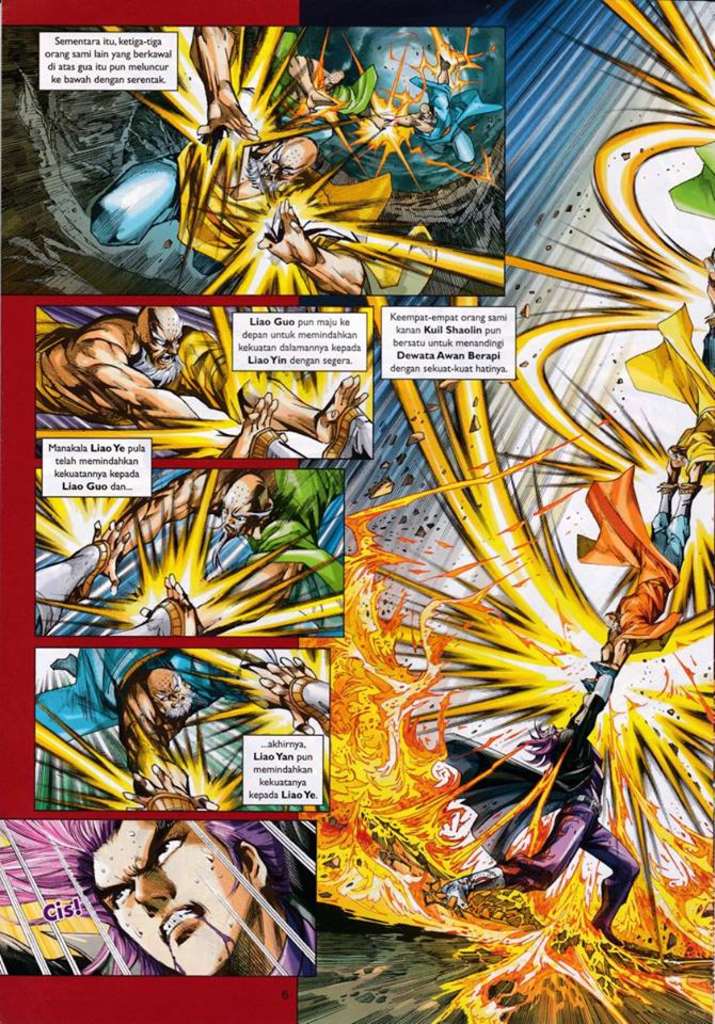 Sementara itu, ketiga-tiga
orang sami lain yang berkawal
di atas gua itu pun meluncur
ke bawah dengan serentak.
Liao Guo pun maju ke
depan untuk memindahkan
kekuatan dalamannya kepada
Liao Yin dengan segera.
Keempat-empat orang sami
kanan Kuil Shaolin pun
bersatu untuk menandingi
Dewata Awan Berapi
dengan sekuat-kuat hatinya.
Manakala Liao Ye pula
telah memindahkan
kekuatannya kepada
Liao Guo dan...
...akhirnya,
Liao Yan pun
memindahkan
kekuatanya
kepada Liao Ye.
Cis!
6